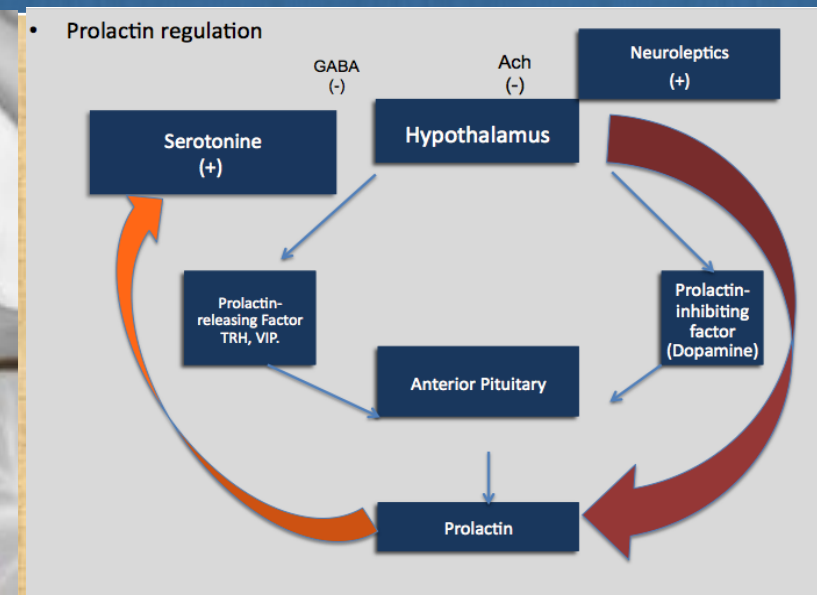 • Prolactin regulation
GABA
(-)
Ach
(-)
Neuroleptics
(+)
Serotonine
(+)
Hypothalamus
Prolactin-
releasing Factor
TRH, VIP.
Prolactin-
inhibiting
factor
(Dopamine)
Anterior Pituitary
Prolactin